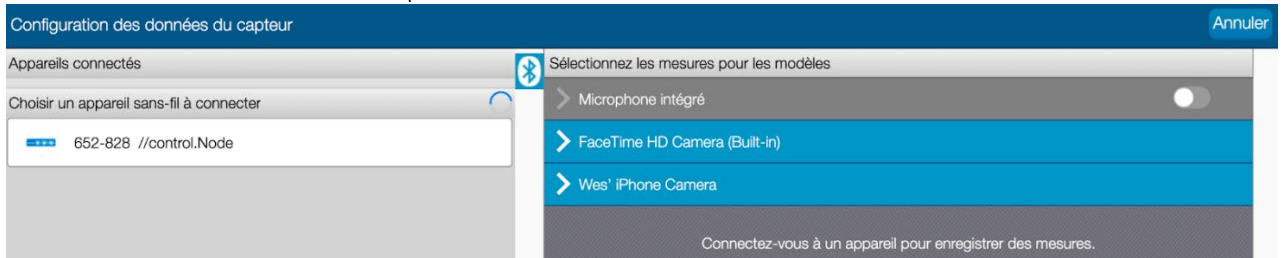 Configuration des données du capteur
Annuler
Appareils connectés
Choisir un appareil sans-fil à connecter
652-828 //control.Node
Sélectionnez les mesures pour les modèles
Microphone intégré
FaceTime HD Camera (Built-in)
Wes' iPhone Camera
Connectez-vous à un appareil pour enregistrer des mesures.